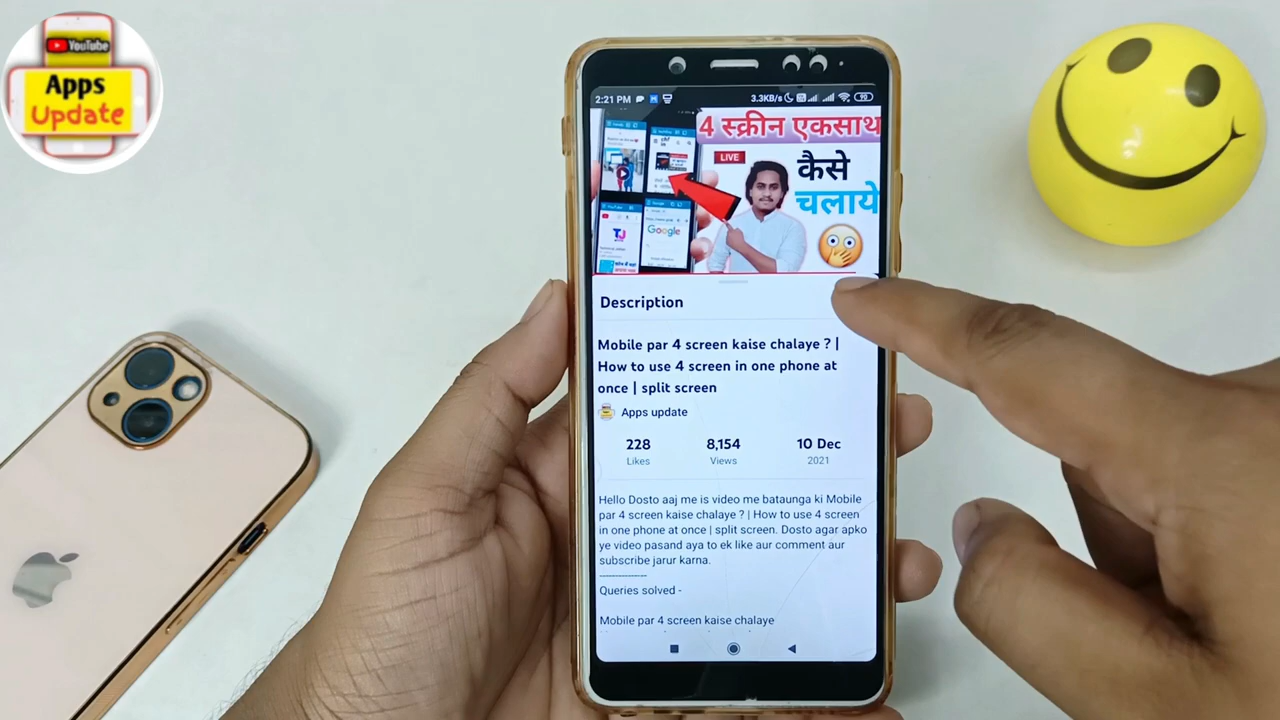 YouTube
Apps
Update
2:21 PM
3.3KB/s
90
4 स्क्रीन एकसाथ
LIVE
कैसे
चलाये
Google
TJ
Description
Mobile par 4 screen kaise chalaye ? |
How to use 4 screen in one phone at
once | split screen
Apps update
228 8,154 10 Dec
Likes Views 2021
Hello Dosto aaj me is video me bataunga ki Mobile
par 4 screen kaise chalaye ? | How to use 4 screen
in one phone at once | split screen. Dosto agar apko
ye video pasand aya to ek like aur comment aur
subscribe jarur karna.
----------------
Queries solved -
Mobile par 4 screen kaise chalaye